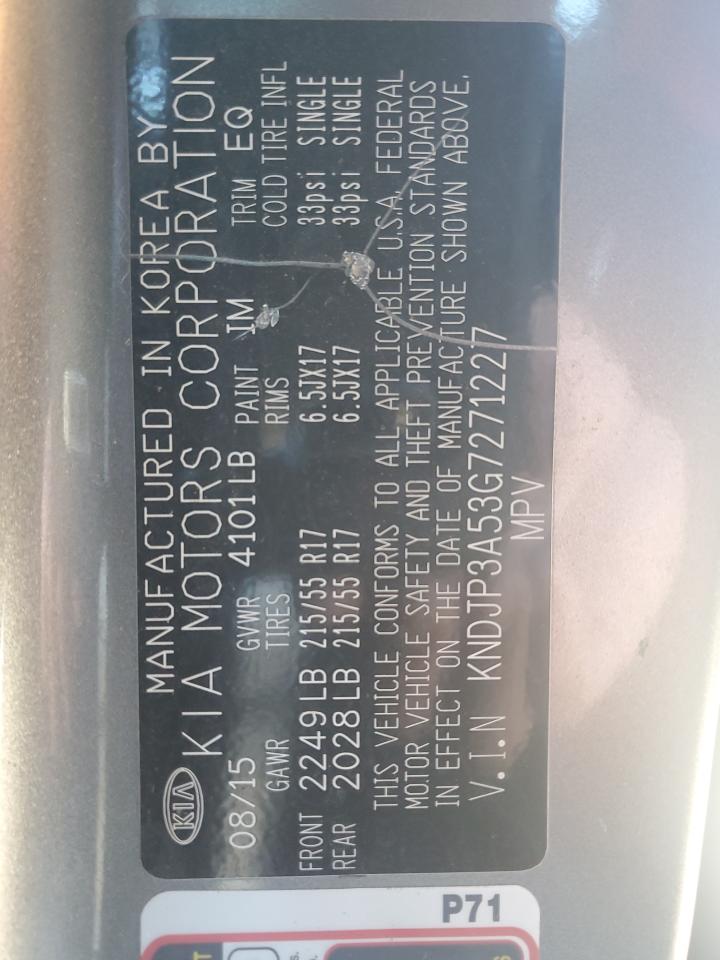 KIA
MANUFACTURED IN KOREA BY
KIA MOTORS CORPORATION
08/15 GVWR 4101LB PAINT IM TRIM EQ
GAWR TIRES RIMS COLD TIRE INFL
FRONT 2249LB 215/55 R17 6.5JX17 33psi SINGLE
REAR 2028LB 215/55 R17 6.5JX17 33psi SINGLE
THIS VEHICLE CONFORMS TO ALL APPLICABLE U.S.A FEDERAL
MOTOR VEHICLE SAFETY AND THEFT PREVENTION STANDARDS
IN EFFECT ON THE DATE OF MANUFACTURE SHOWN ABOVE.
V.I.N KNDJP3A53G7271227
MPV
P71